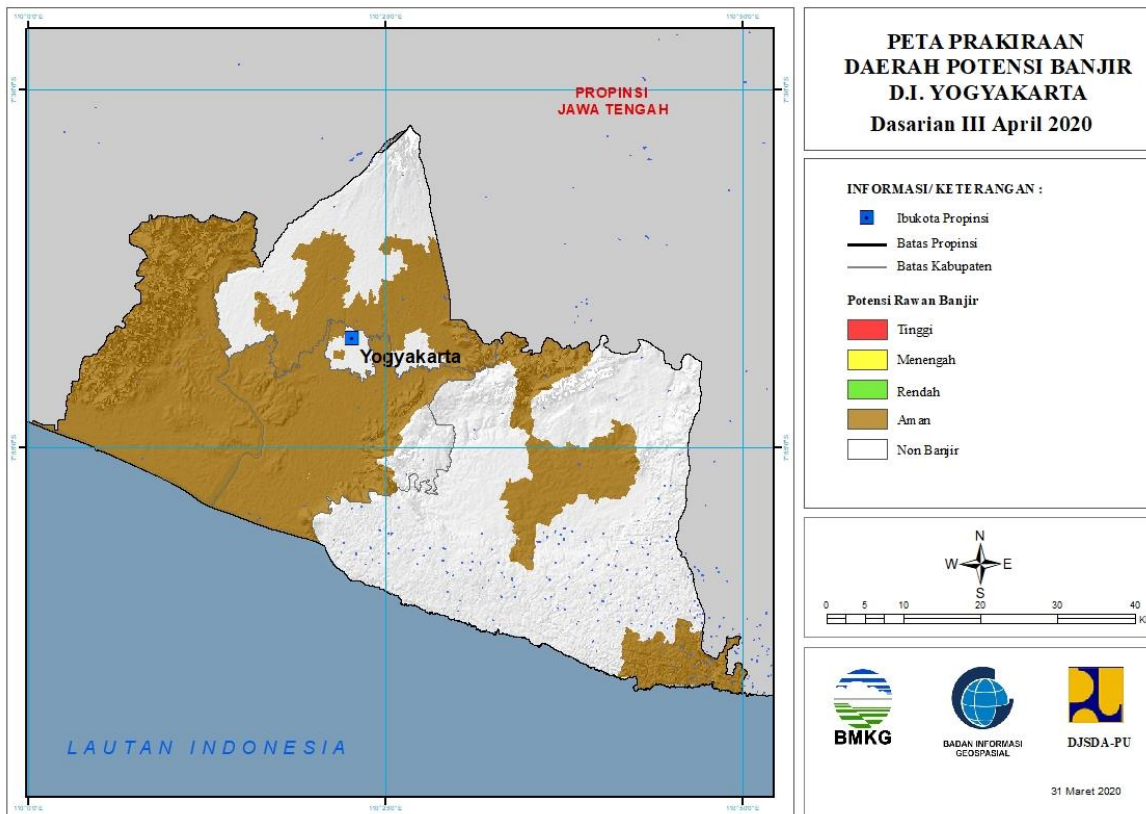 PETA PRAKIRAAN
DAERAH POTENSI BANJIR
D.I. YOGYAKARTA
Dasarian III April 2020
PROPINSI
JAWA TENGAH
Yogyakarta
LAUTAN INDONESIA
INFORMASI/ KETERANGAN :
Ibukota Propinsi
Batas Propinsi
Batas Kabupaten
Potensi Rawan Banjir
Tinggi
Menengah
Rendah
Aman
Non Banjir
N
W E
S
0 5 10 20 30 40
K
BMKG
BADAN INFORMASI
GEOSPASIAL
DJSDA-PU
31 Maret 2020